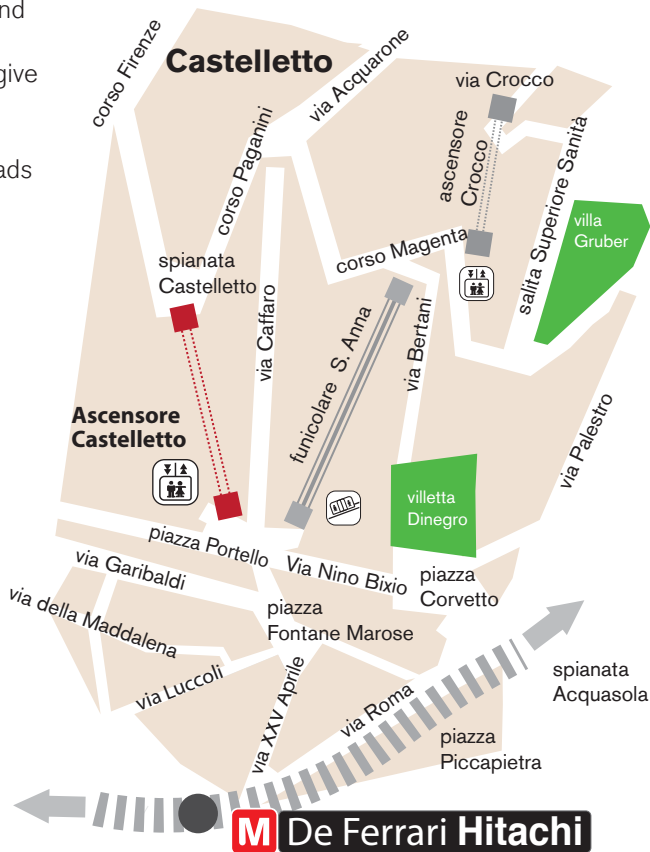 nd
give
ads
corso Firenze
Castelletto
via Acquarone
via Crocco
ascensore
Crocco
corso Paganini
salita Superiore Sanità
villa
Gruber
corso Magenta
spianata
Castelletto
via Caffaro
funicolare S. Anna
via Bertani
Ascensore
Castelletto
via Palestro
villetta
Dinegro
piazza Portello
Via Nino Bixio
piazza
Corvetto
via Garibaldi
via della Maddalena
piazza
Fontane Marose
via Luccoli
via XXV Aprile
via Roma
spianata
Acquasola
piazza
Piccapietra
M De Ferrari Hitachi